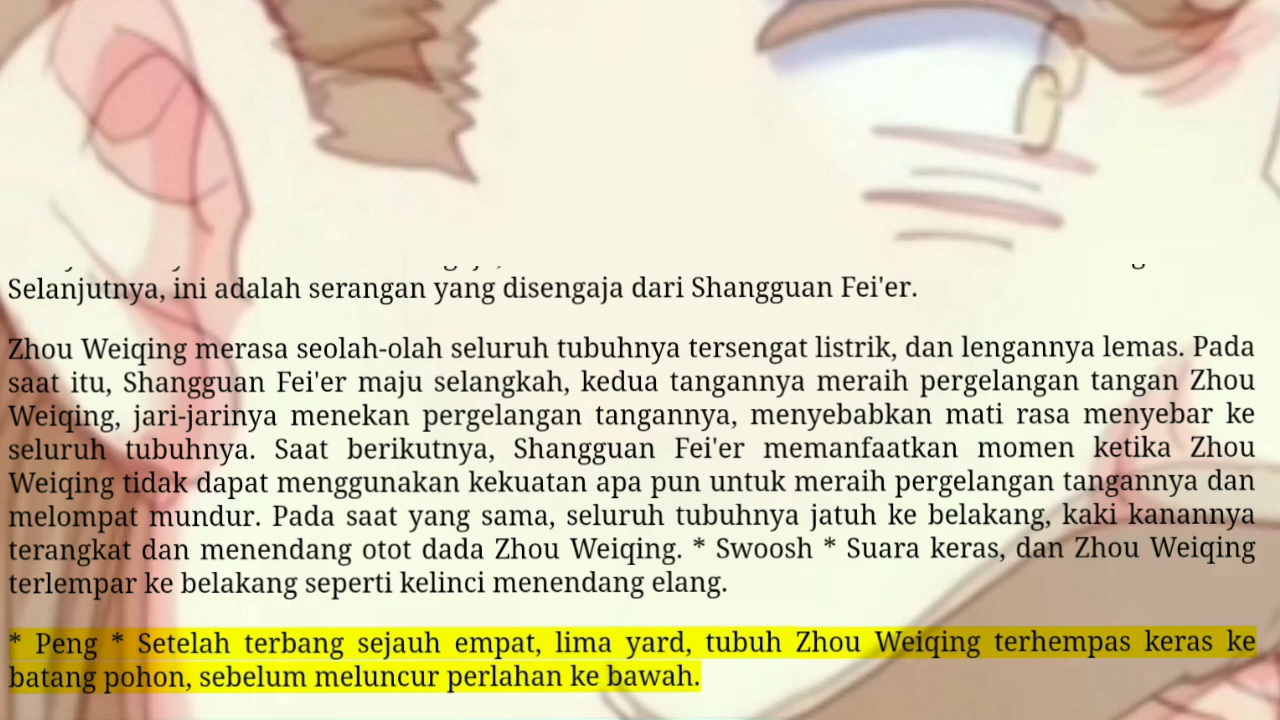 Selanjutnya, ini adalah serangan yang disengaja dari Shangguan Fei'er.
Zhou Weiqing merasa seolah-olah seluruh tubuhnya tersengat listrik, dan lengannya lemas. Pada
saat itu, Shangguan Fei'er maju selangkah, kedua tangannya meraih pergelangan tangan Zhou
Weiqing, jari-jarinya menekan pergelangan tangannya, menyebabkan mati rasa menyebar ke
seluruh tubuhnya. Saat berikutnya, Shangguan Fei'er memanfaatkan momen ketika Zhou
Weiqing tidak dapat menggunakan kekuatan apa pun untuk meraih pergelangan tangannya dan
melompat mundur. Pada saat yang sama, seluruh tubuhnya jatuh ke belakang, kaki kanannya
terangkat dan menendang otot dada Zhou Weiqing. * Swoosh * Suara keras, dan Zhou Weiqing
terlempar ke belakang seperti kelinci menendang elang.
* Peng * Setelah terbang sejauh empat, lima yard, tubuh Zhou Weiqing terhempas keras ke
batang pohon, sebelum meluncur perlahan ke bawah.